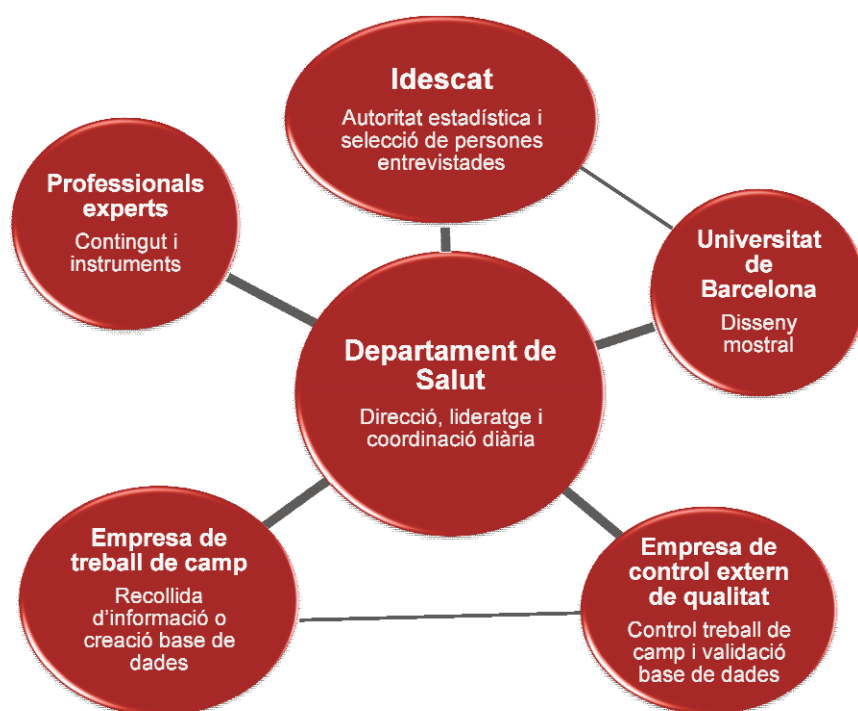 Idescat
Autoritat estadística i
selecció de persones
entrevistades
Professionals
experts
Contingut i
instruments
Universitat
de
Barcelona
Disseny
mostral
Departament de
Salut
Direcció, lideratge i
coordinació diària
Empresa de
treball de camp
Recollida
d’informació o
creació base de
dades
Empresa de
control extern
de qualitat
Control treball de
camp i validació
base de dades